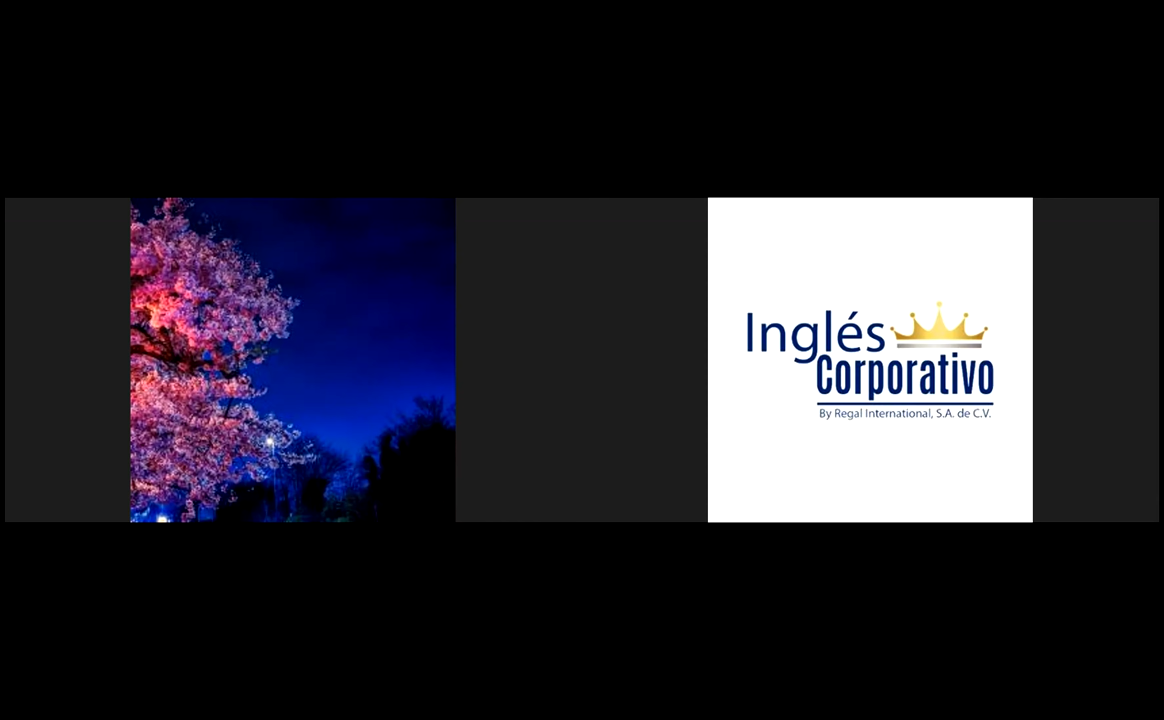 Inglés
Corporativo
By Regal International, S.A. de C.V.